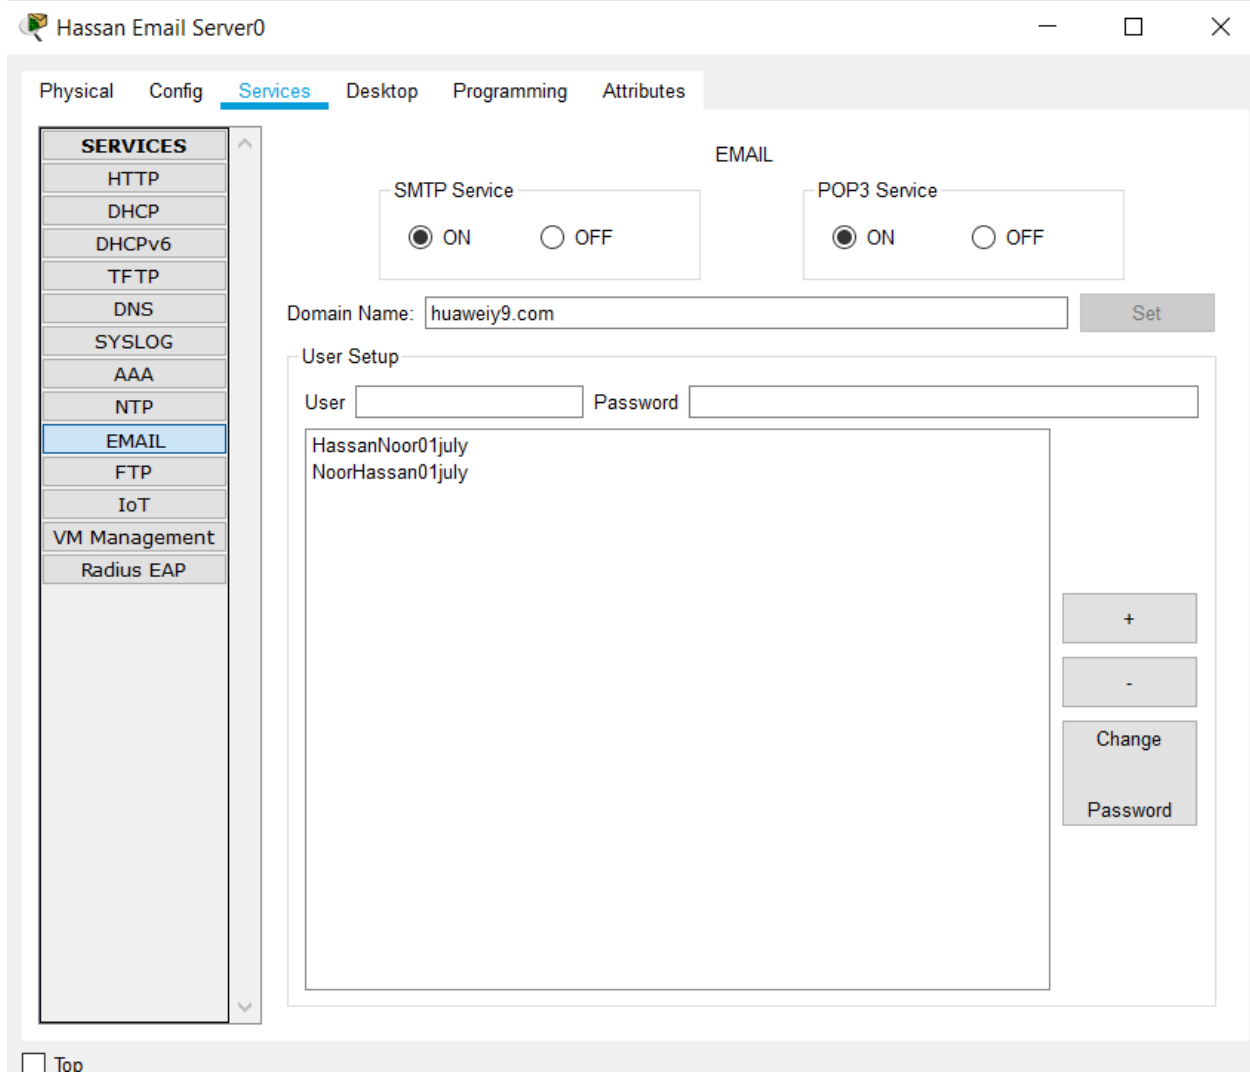 Hassan Email Server0
Physical Config Services Desktop Programming Attributes
SERVICES
HTTP
DHCP
DHCPv6
TFTP
DNS
SYSLOG
AAA
NTP
EMAIL
FTP
IoT
VM Management
Radius EAP
EMAIL
SMTP Service
ON OFF
POP3 Service
ON OFF
Domain Name: huaweiy9.com Set
User Setup
User Password
HassanNoor01july
NoorHassan01july
+
-
Change
Password
Top